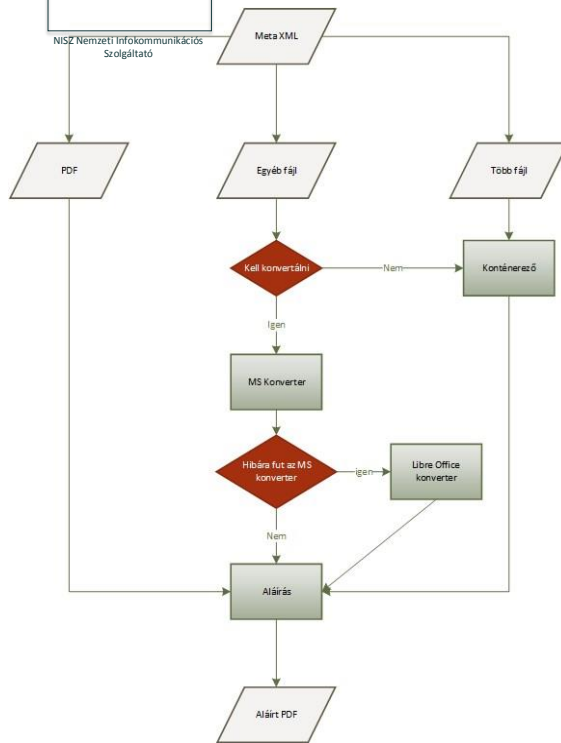 NISZ Nemzeti Infokommunikációs
Szolgáltató
Meta XML
PDF
Egyéb fájl
Több fájl
Kell konvertálni
Nem
Konténerező
Igen
MS Konverter
Hibára fut az MS
konverter
igen
Libre Office
konverter
Nem
Aláírás
Aláírt PDF